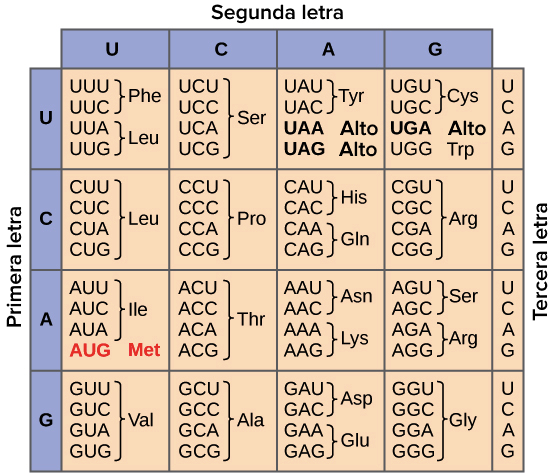 Segunda letra
U C A G
Primera letra
Tercera letra
U
UUU UCU UAU UGU U
UUC Phe UCC UAC Tyr UGC Cys C
UUA UCA Ser UAA Alto UGA Alto A
UUG Leu UCG UAG Alto UGG Trp G
C
CUU CCU CAU CGU U
CUC CCC CAC His CGC C
CUA Leu CCA Pro CAA CGA Arg A
CUG CCG CAG Gln CGG G
A
AUU ACU AAU AGU U
AUC Ile ACC AAC Asn AGC Ser C
AUA ACA Thr AAA AGA A
AUG Met ACG AAG Lys AGG Arg G
G
GUU GCU GAU GGU U
GUC GCC GAC Asp GGC C
GUA Val GCA Ala GAA GGA Gly A
GUG GCG GAG Glu GGG G